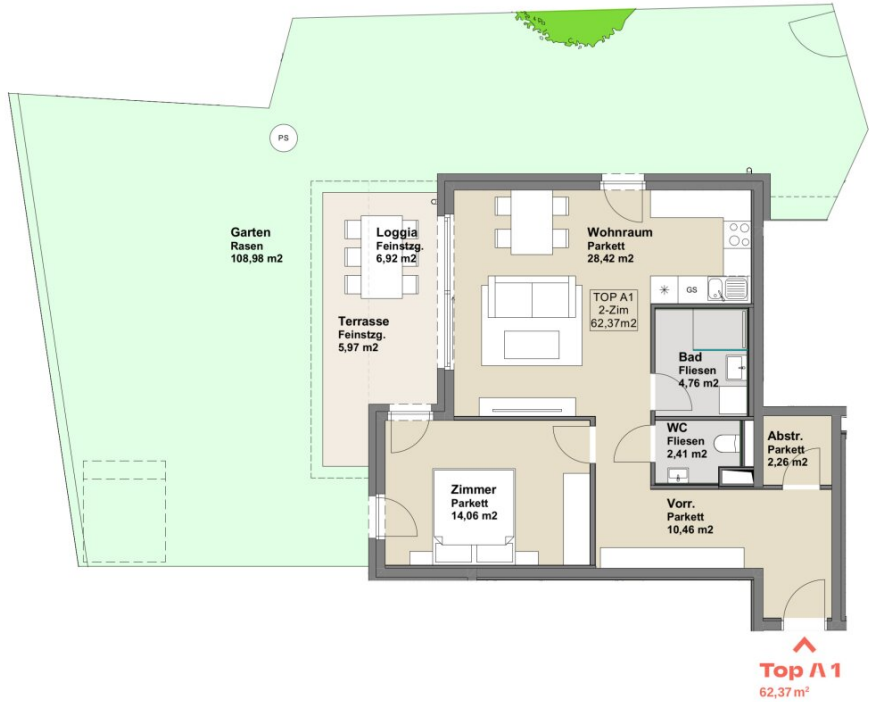 PS
Garten
Rasen
108,98 m2
Loggia
Feinstzg.
6,92 m2
Wohnraum
Parkett
28,42 m2
GS
TOP A1
2-Zim
62,37m2
Terrasse
Feinstzg.
5,97 m2
Bad
Fliesen
4,76 m2
WC
Fliesen
2,41 m2
Abstr.
Parkett
2,26 m2
Zimmer
Parkett
14,06 m2
Vorr.
Parkett
10,46 m2
Top A 1
62,37 m²